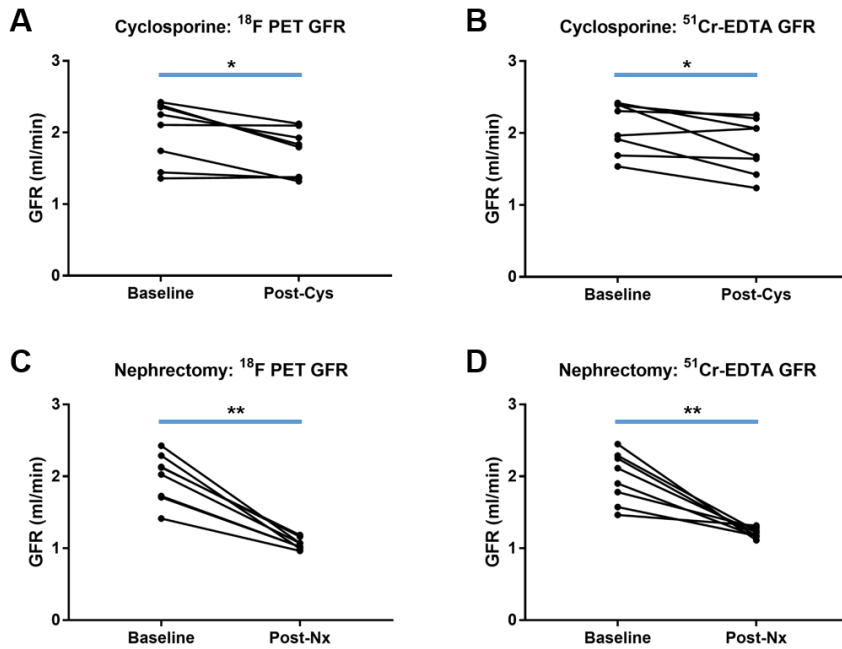 A
Cyclosporine: ¹⁸F PET GFR
*
GFR (ml/min)
3
2
1
0
Baseline
Post-Cys
B
Cyclosporine: ⁵¹Cr-EDTA GFR
*
GFR (ml/min)
3
2
1
0
Baseline
Post-Cys
C
Nephrectomy: ¹⁸F PET GFR
**
GFR (ml/min)
3
2
1
0
Baseline
Post-Nx
D
Nephrectomy: ⁵¹Cr-EDTA GFR
**
GFR (ml/min)
3
2
1
0
Baseline
Post-Nx